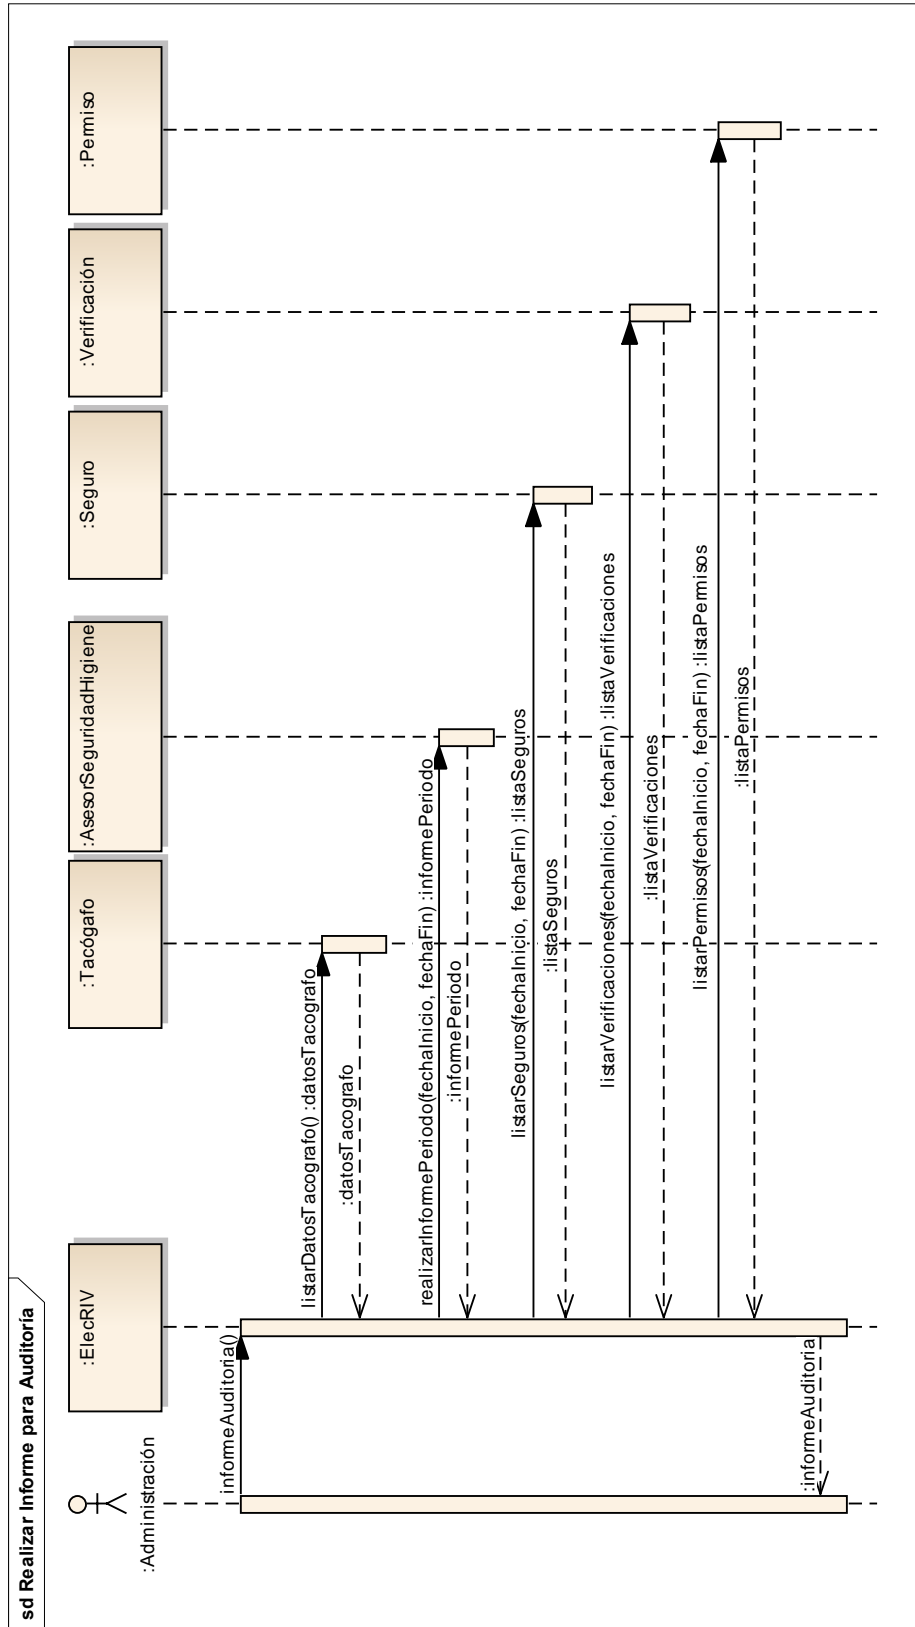 sd Realizar Informe para Auditoría
:Administración
:ElecRIV
:Tacógafo
:AsesorSeguridadHigiene
:Seguro
:Verificación
:Permiso
informeAuditoria()
listarDatosTacografo() :datosTacografo
:datosTacografo
realizarInformePeriodo(fechaInicio, fechaFin) :informePeriodo
:informePeriodo
listarSeguros(fechaInicio, fechaFin) :listaSeguros
:listaSeguros
listarVerificaciones(fechaInicio, fechaFin) :listaVerificaciones
:listaVerificaciones
listarPermisos(fechaInicio, fechaFin) :listaPermisos
:listaPermisos
:informeAuditoria